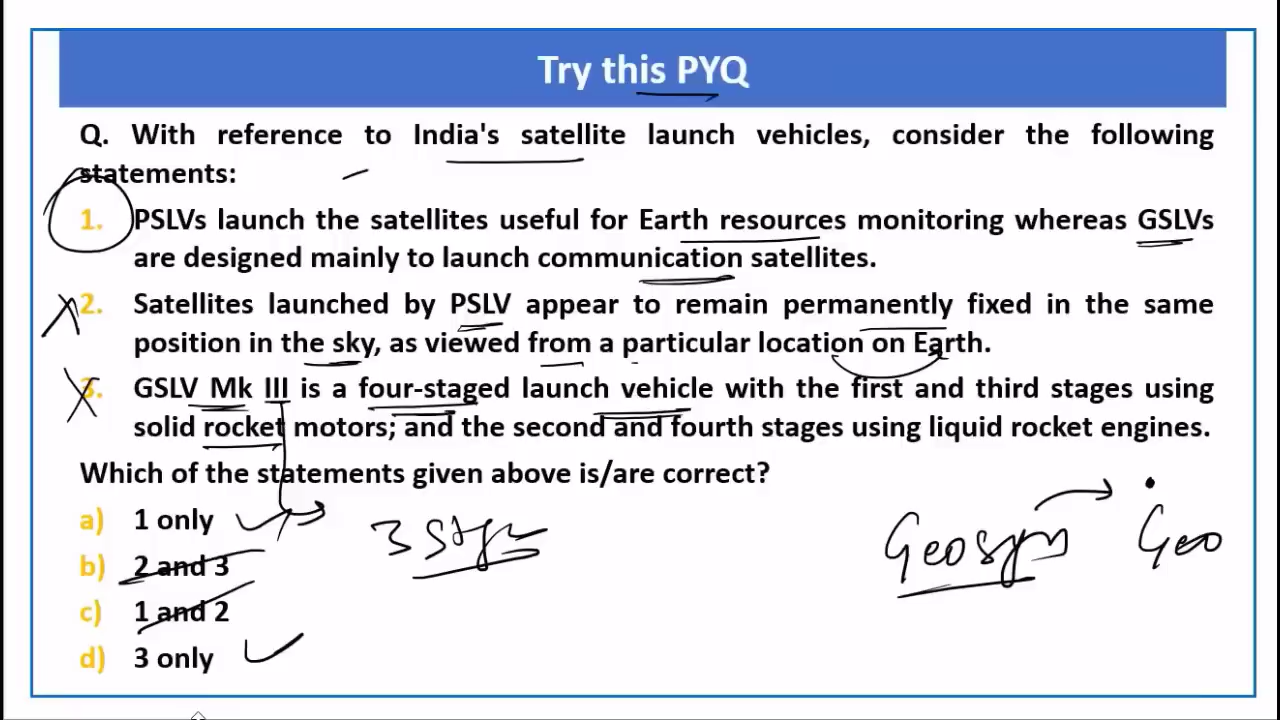 Try this PYQ
Q. With reference to India's satellite launch vehicles, consider the following
statements:
1. PSLVs launch the satellites useful for Earth resources monitoring whereas GSLVs
are designed mainly to launch communication satellites.
2. Satellites launched by PSLV appear to remain permanently fixed in the same
position in the sky, as viewed from a particular location on Earth.
3. GSLV Mk III is a four-staged launch vehicle with the first and third stages using
solid rocket motors; and the second and fourth stages using liquid rocket engines.
Which of the statements given above is/are correct?
a) 1 only
b) 2 and 3
3 Geo
c) 1 and 2
d) 3 only